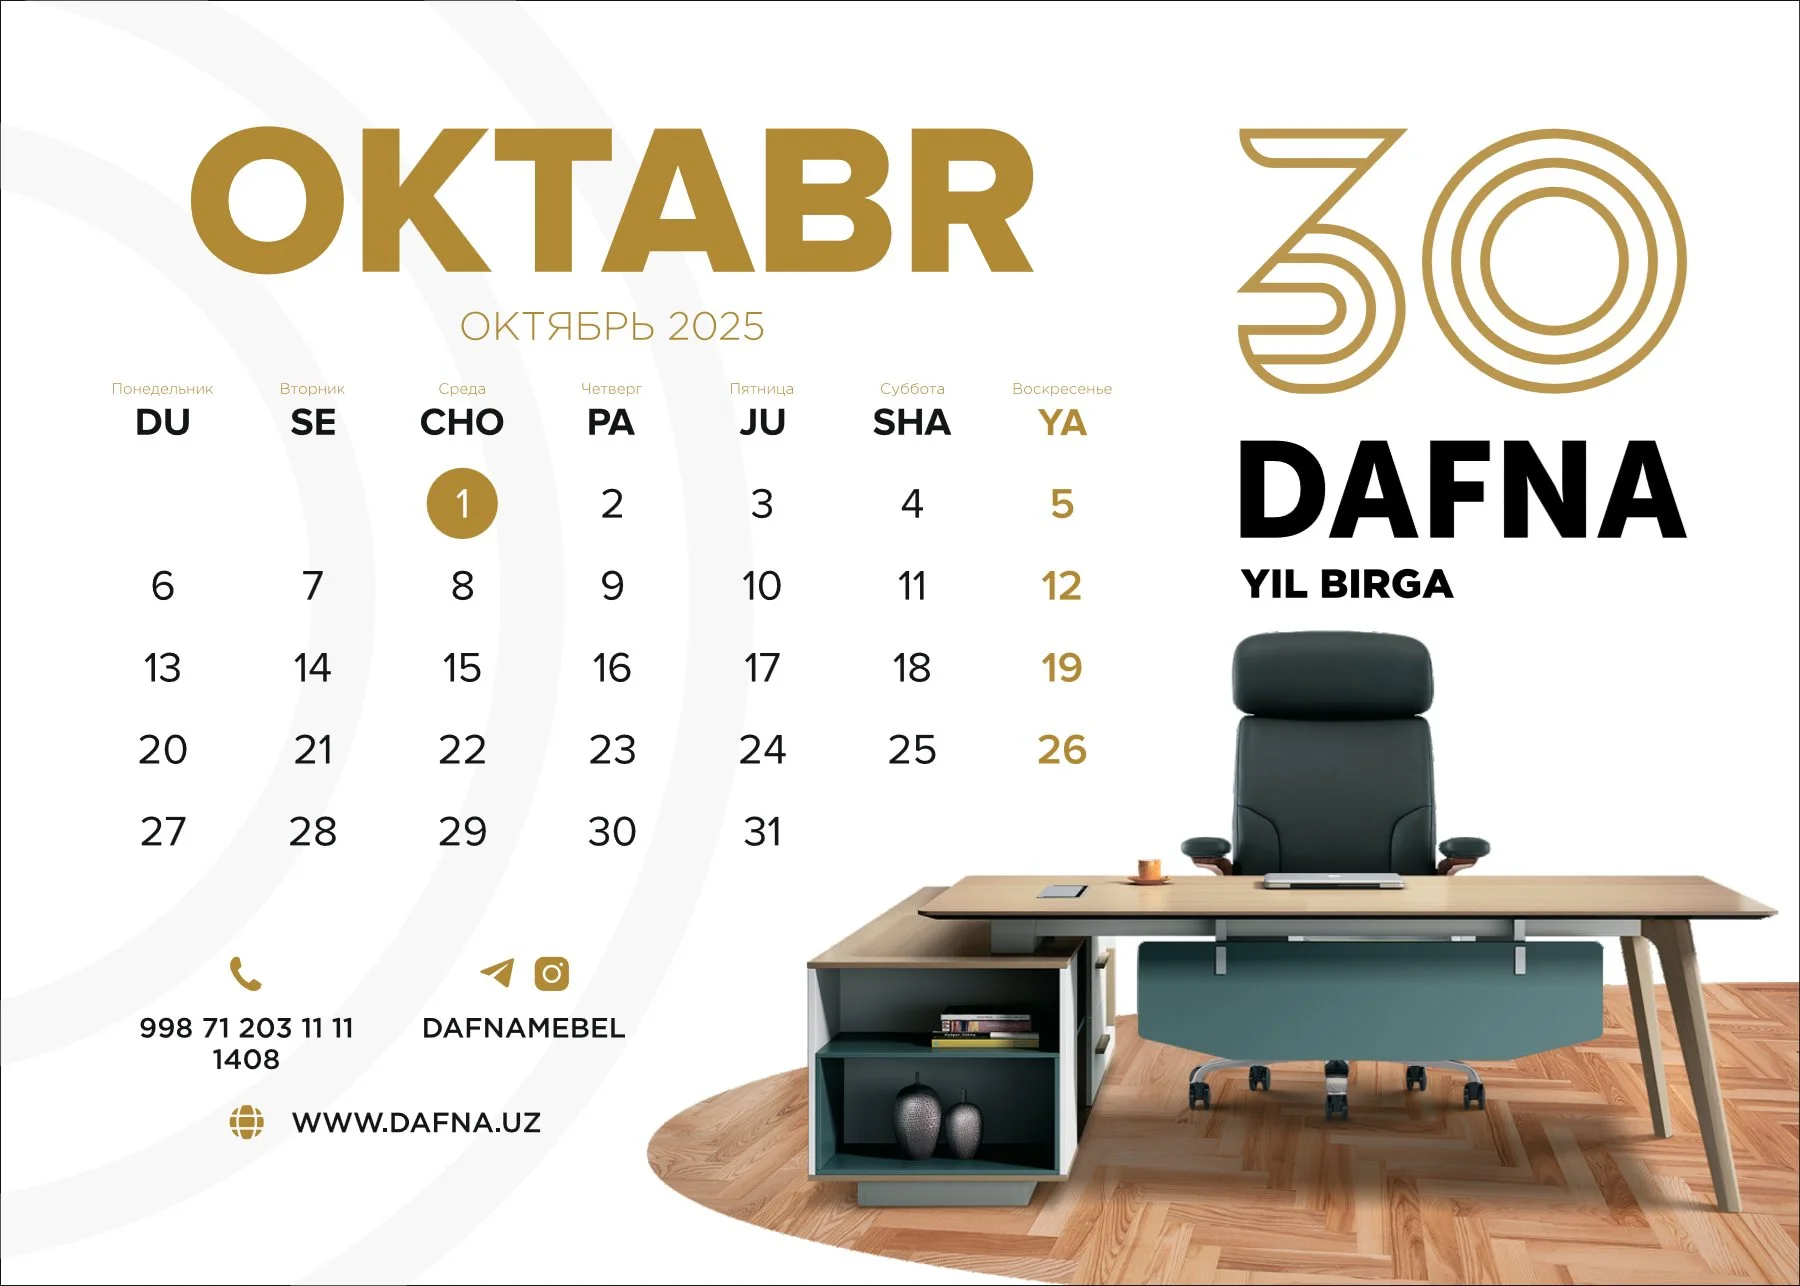 OKTABR
ОКТЯБРЬ 2025
Понедельник Вторник Среда Четверг Пятница Суббота Воскресенье
DU SE CHO PA JU SHA YA
1 2 3 4 5
6 7 8 9 10 11 12
13 14 15 16 17 18 19
20 21 22 23 24 25 26
27 28 29 30 31
30
DAFNA
YIL BIRGA
998 71 203 11 11
1408
DAFNAMEBEL
WWW.DAFNA.UZ